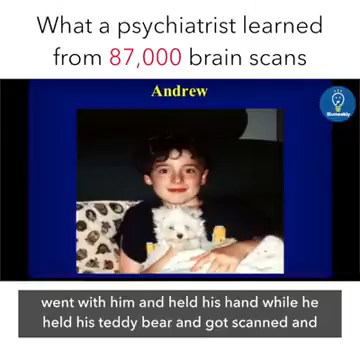 What a psychiatrist learned
from 87,000 brain scans
Andrew
went with him and held his hand while he
held his teddy bear and got scanned and